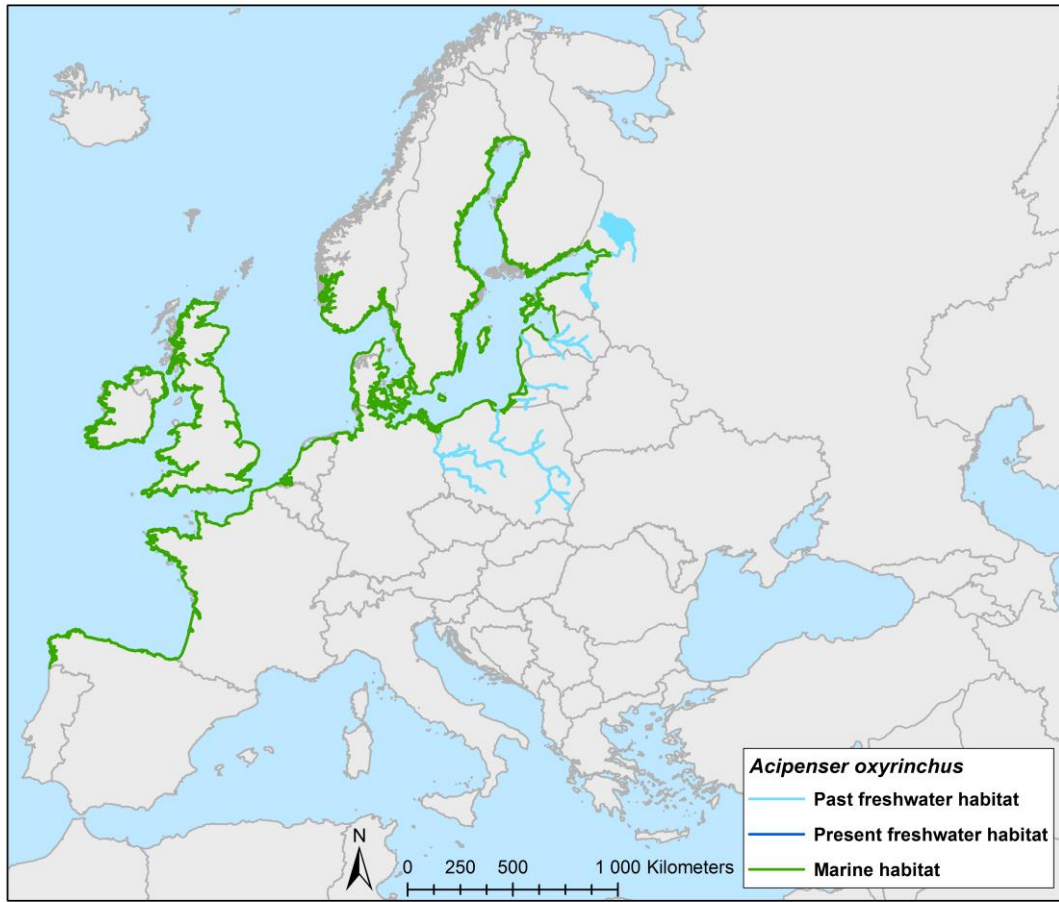 Acipenser oxyrinchus
Past freshwater habitat
Present freshwater habitat
Marine habitat
N
0 250 500 1 000 Kilometers